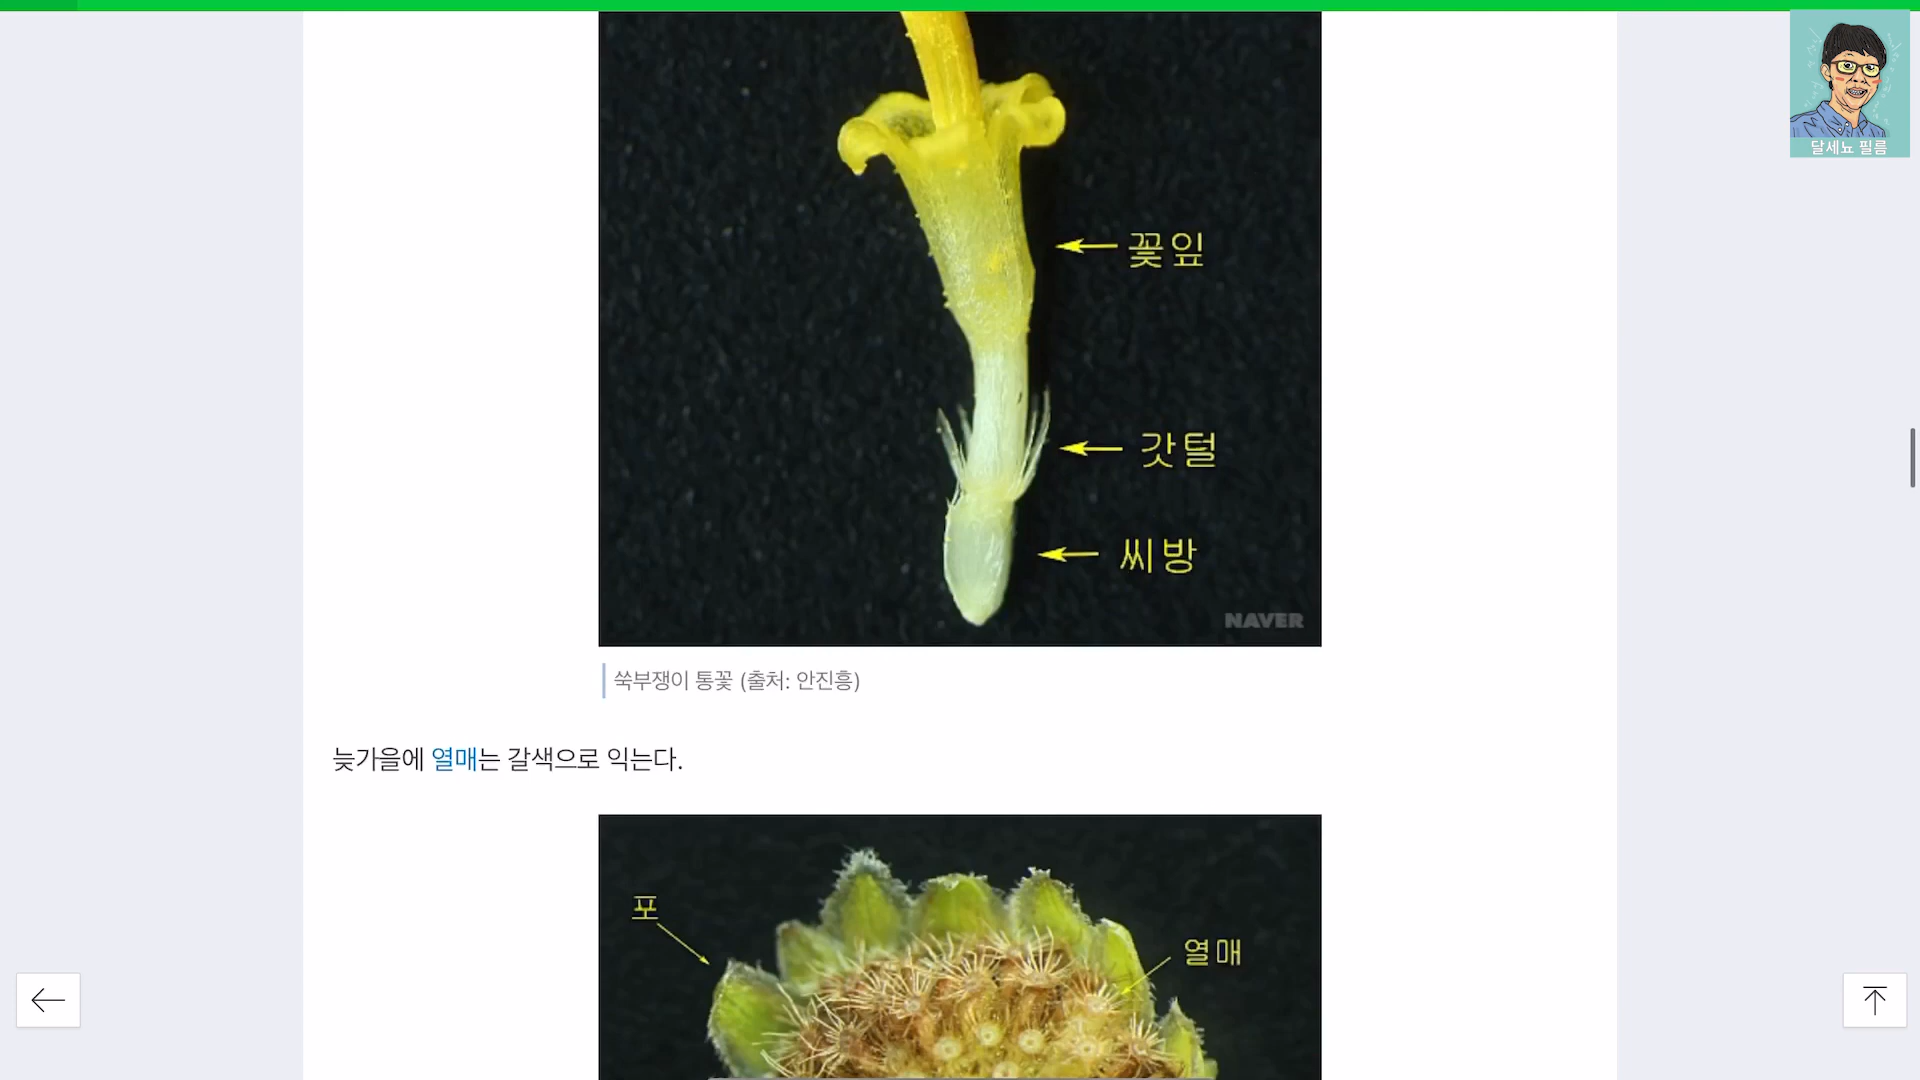 달세뇨 필름
꽃잎
갓털
씨방
NAVER
쑥부쟁이 통꽃 (출처: 안진흥)
늦가을에 열매는 갈색으로 익는다.
포
열매